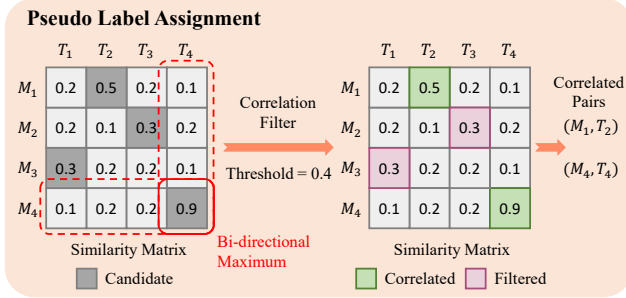 Pseudo Label Assignment
T1 T2 T3 T4 T1 T2 T3 T4
M1 0.2 0.5 0.2 0.1 M1 0.2 0.5 0.2 0.1 Correlated
Correlation Pairs
M2 0.2 0.1 0.3 0.2 Filter M2 0.2 0.1 0.3 0.2 (M1, T2)
M3 0.3 0.2 0.2 0.1 Threshold = 0.4 M3 0.3 0.2 0.2 0.1 (M4, T4)
M4 0.1 0.2 0.2 0.9 M4 0.1 0.2 0.2 0.9
Similarity Matrix Bi-directional Similarity Matrix
Maximum
Candidate Correlated Filtered